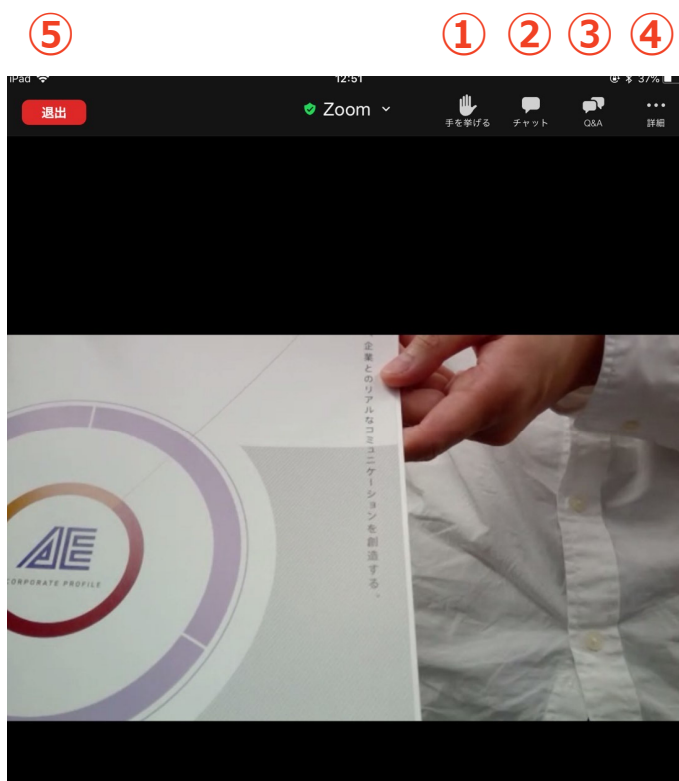 ⑤ ① ② ③ ④
iPad 12:51 37%
退出 Zoom 手を挙げる チャット Q&A 詳細
企業とのリアルなコミュニケーションを創造する。
AE
CORPORATE PROFILE